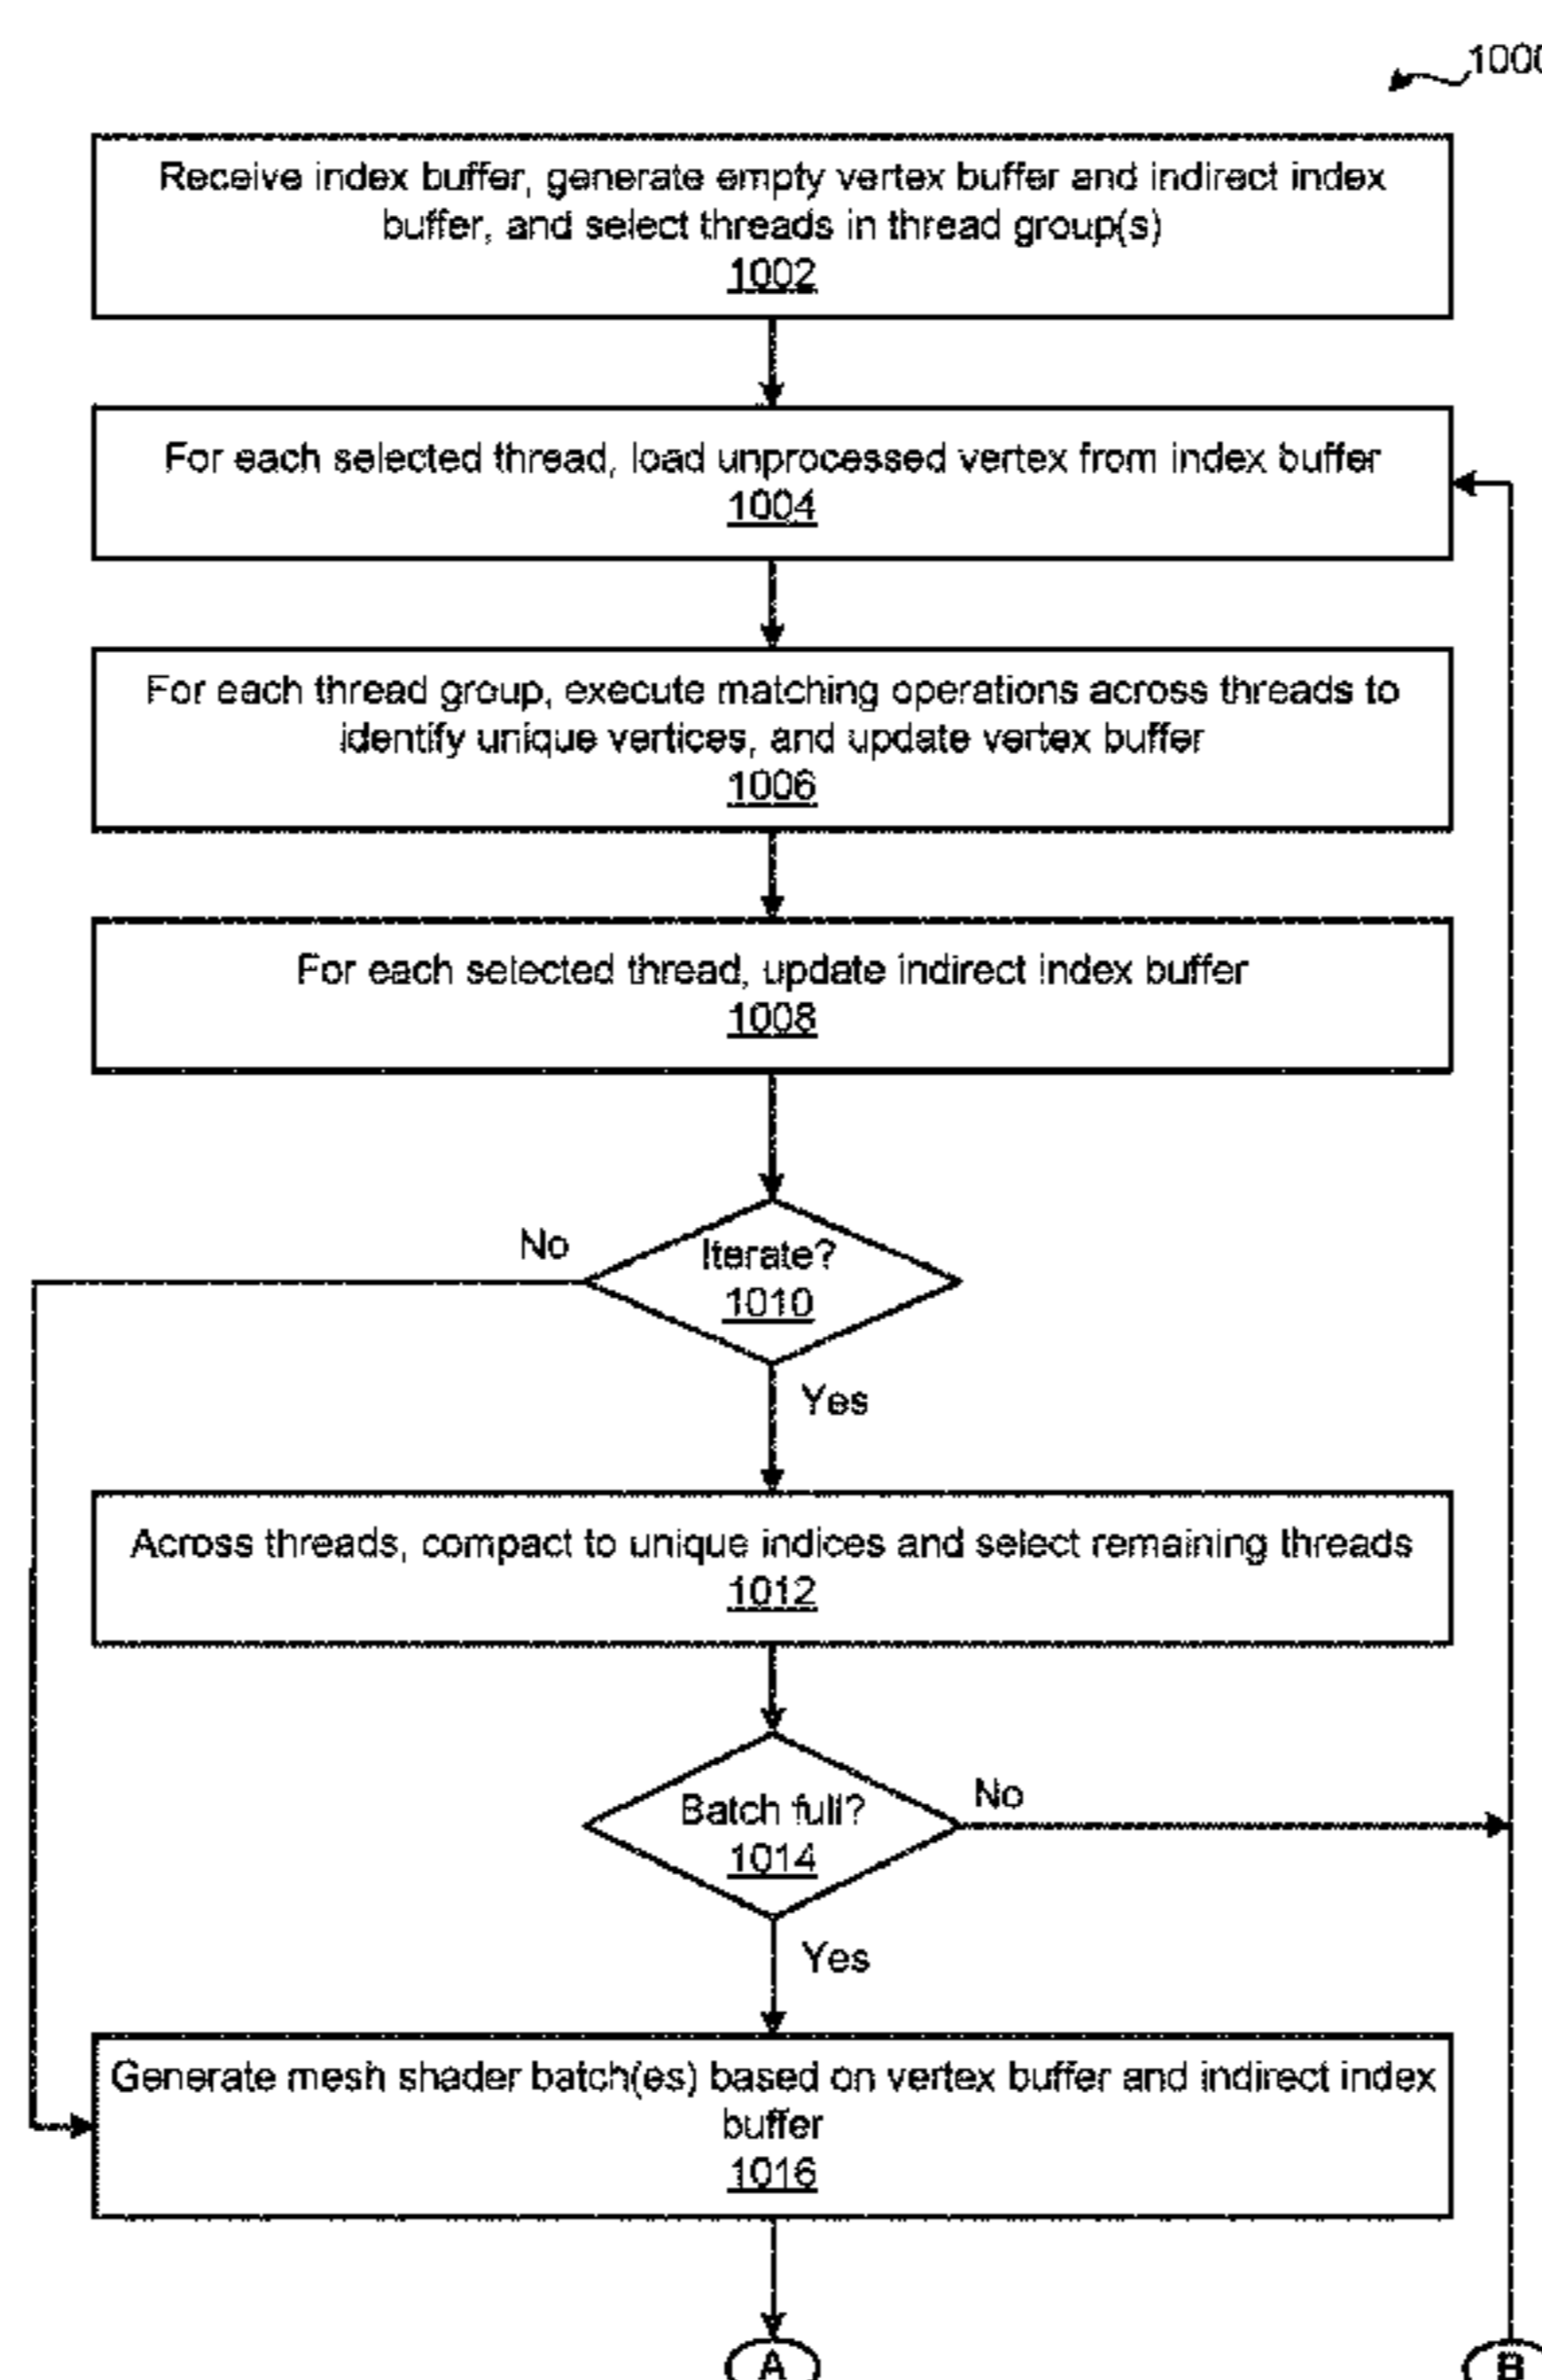 1000
Receive index buffer, generate empty vertex buffer and indirect index
buffer, and select threads in thread group(s)
1002
For each selected thread, load unprocessed vertex from index buffer
1004
For each thread group, execute matching operations across threads to
identify unique vertices, and update vertex buffer
1006
For each selected thread, update indirect index buffer
1008
No
Iterate?
1010
Yes
Across threads, compact to unique indices and select remaining threads
1012
No
Batch full?
1014
Yes
Generate mesh shader batch(es) based on vertex buffer and indirect index
buffer
1016
A
B